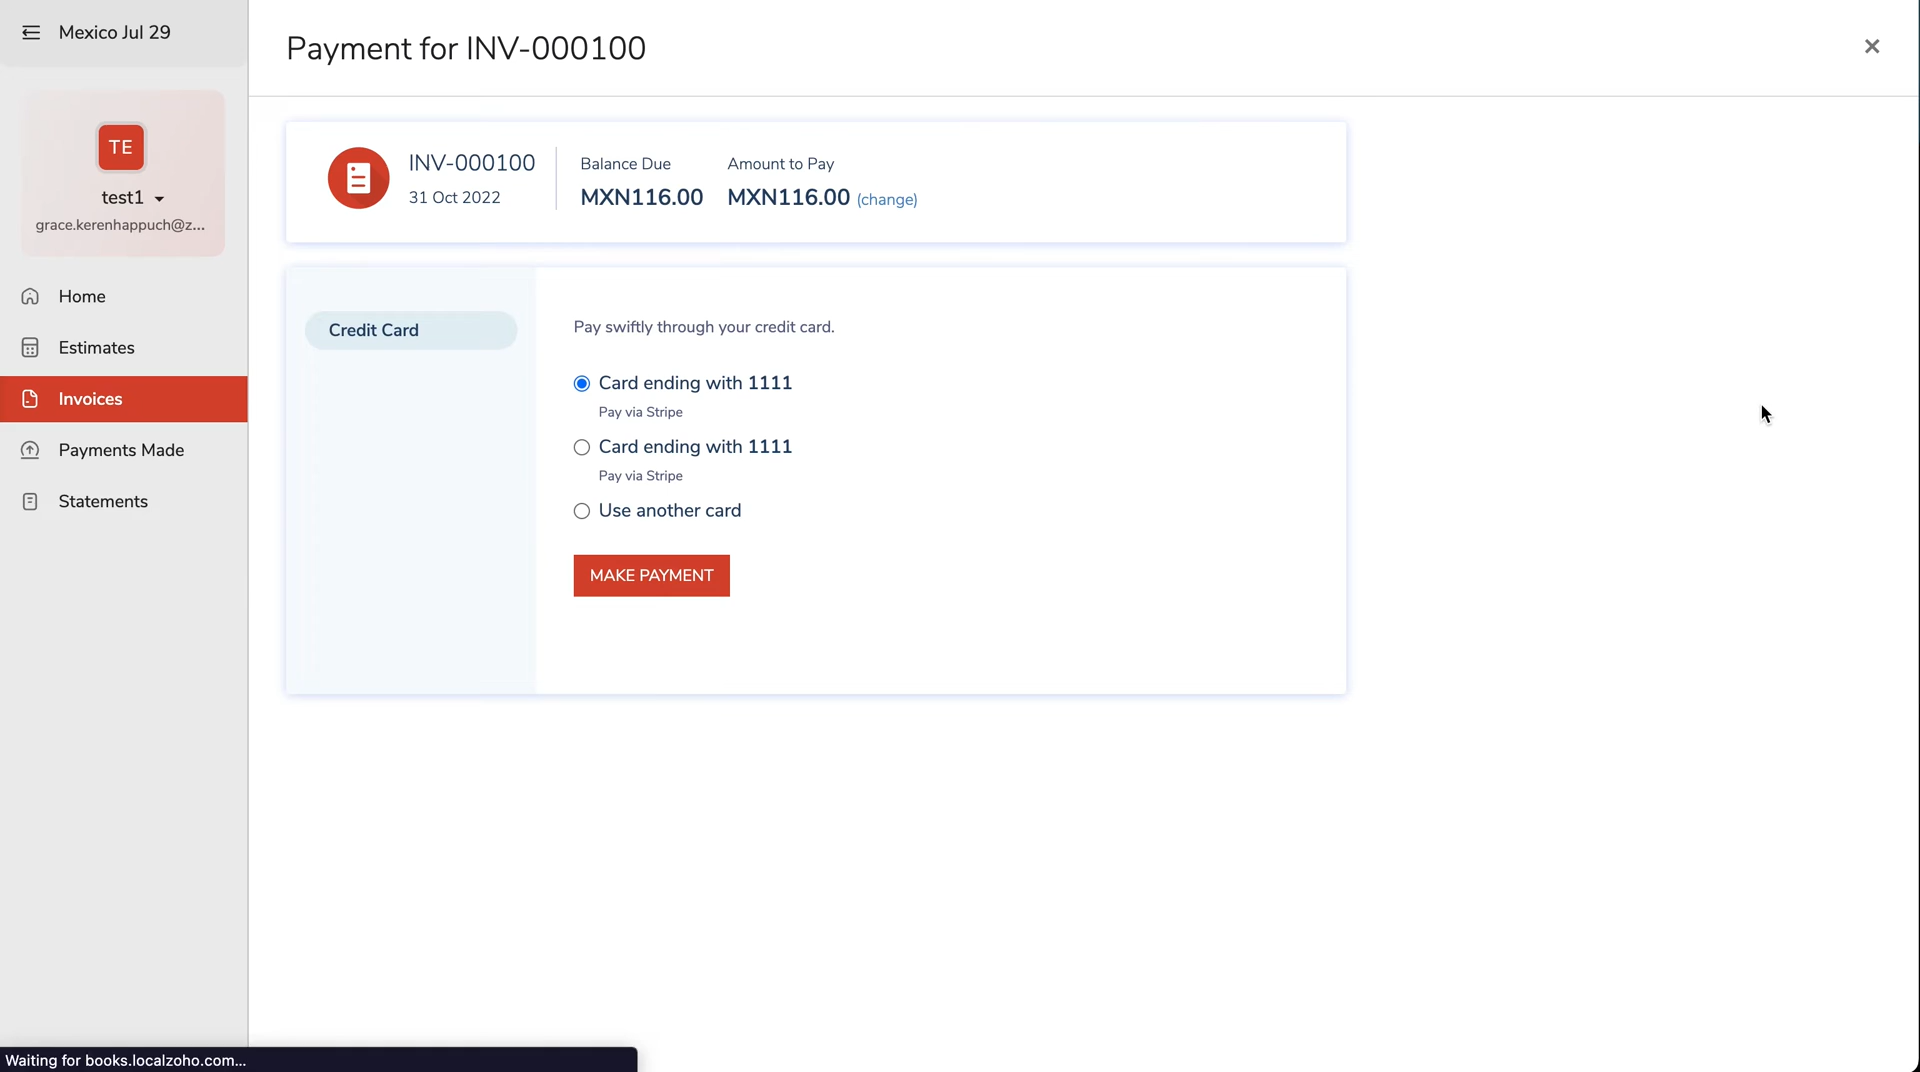 Mexico Jul 29
Payment for INV-000100
TE
test1
grace.kerenhappuch@z...
Home
Estimates
Invoices
Payments Made
Statements
INV-000100
31 Oct 2022
Balance Due
MXN116.00
Amount to Pay
MXN116.00 (change)
Credit Card
Pay swiftly through your credit card.
Card ending with 1111
Pay via Stripe
Card ending with 1111
Pay via Stripe
Use another card
MAKE PAYMENT
Waiting for books.localzoho.com...